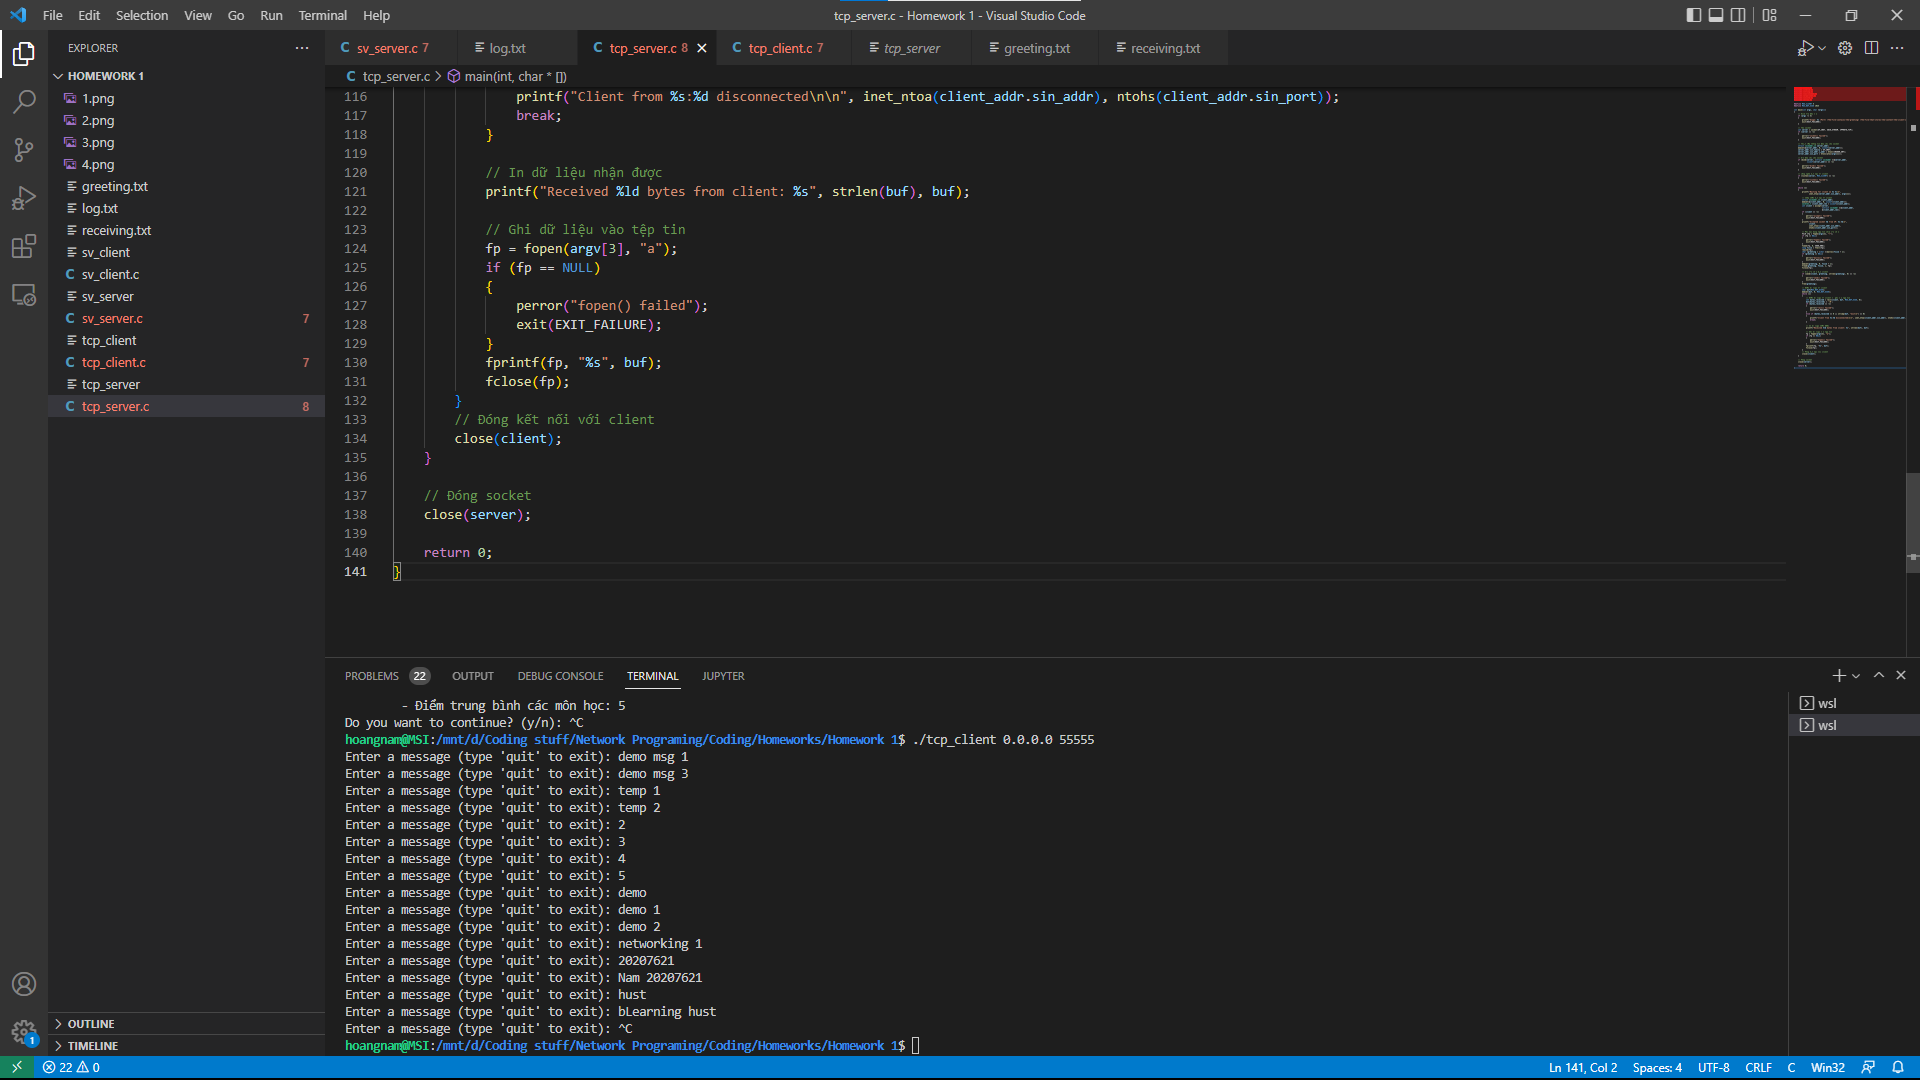 File Edit Selection View Go Run Terminal Help
tcp_server.c - Homework 1 - Visual Studio Code
EXPLORER
HOMEWORK 1
1.png
2.png
3.png
4.png
greeting.txt
log.txt
receiving.txt
sv_client
sv_client.c
sv_server
sv_server.c 7
tcp_client
tcp_client.c 7
tcp_server
tcp_server.c 8
OUTLINE
TIMELINE
sv_server.c 7 log.txt tcp_server.c 8 tcp_client.c 7 tcp_server greeting.txt receiving.txt
C tcp_server.c > main(int, char * [])
116 printf("Client from %s:%d disconnected\n\n", inet_ntoa(client_addr.sin_addr), ntohs(client_addr.sin_port));
117 break;
118 }
119
120 // In dữ liệu nhận được
121 printf("Received %ld bytes from client: %s", strlen(buf), buf);
122
123 // Ghi dữ liệu vào tệp tin
124 fp = fopen(argv[3], "a");
125 if (fp == NULL)
126 {
127 perror("fopen() failed");
128 exit(EXIT_FAILURE);
129 }
130 fprintf(fp, "%s", buf);
131 fclose(fp);
132 }
133 // Đóng kết nối với client
134 close(client);
135 }
136
137 // Đóng socket
138 close(server);
139
140 return 0;
141 }
PROBLEMS 22 OUTPUT DEBUG CONSOLE TERMINAL JUPYTER
- Điểm trung bình các môn học: 5
Do you want to continue? (y/n): ^C
hoangnam@MSI:/mnt/d/Coding stuff/Network Programing/Coding/Homeworks/Homework 1$ ./tcp_client 0.0.0.0 55555
Enter a message (type 'quit' to exit): demo msg 1
Enter a message (type 'quit' to exit): demo msg 3
Enter a message (type 'quit' to exit): temp 1
Enter a message (type 'quit' to exit): temp 2
Enter a message (type 'quit' to exit): 2
Enter a message (type 'quit' to exit): 3
Enter a message (type 'quit' to exit): 4
Enter a message (type 'quit' to exit): 5
Enter a message (type 'quit' to exit): demo
Enter a message (type 'quit' to exit): demo 1
Enter a message (type 'quit' to exit): demo 2
Enter a message (type 'quit' to exit): networking 1
Enter a message (type 'quit' to exit): 20207621
Enter a message (type 'quit' to exit): Nam 20207621
Enter a message (type 'quit' to exit): hust
Enter a message (type 'quit' to exit): bLearning hust
Enter a message (type 'quit' to exit): ^C
hoangnam@MSI:/mnt/d/Coding stuff/Network Programing/Coding/Homeworks/Homework 1$
wsl
wsl
1
22 0 Ln 141, Col 2 Spaces: 4 UTF-8 CRLF C Win32